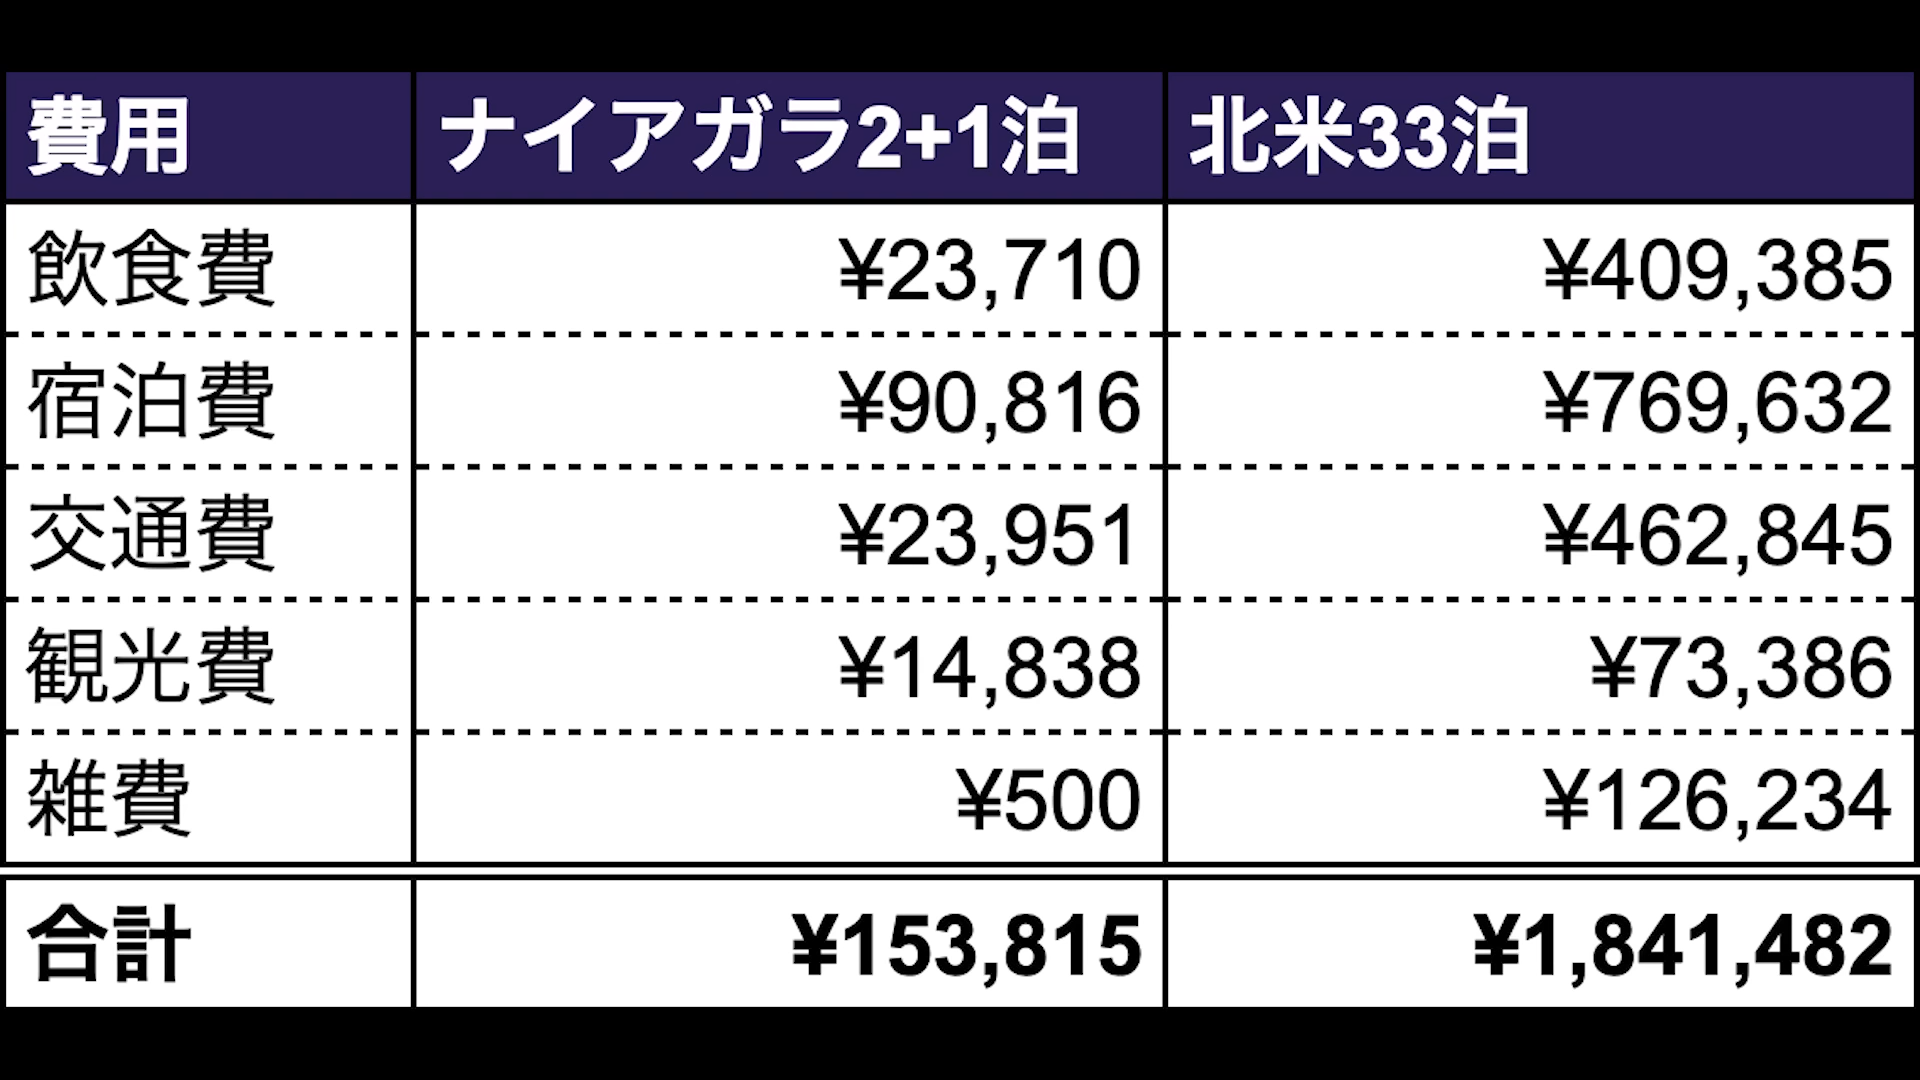 費用 ナイアガラ2+1泊 北米33泊
飲食費 ¥23,710 ¥409,385
宿泊費 ¥90,816 ¥769,632
交通費 ¥23,951 ¥462,845
観光費 ¥14,838 ¥73,386
雑費 ¥500 ¥126,234
合計 ¥153,815 ¥1,841,482